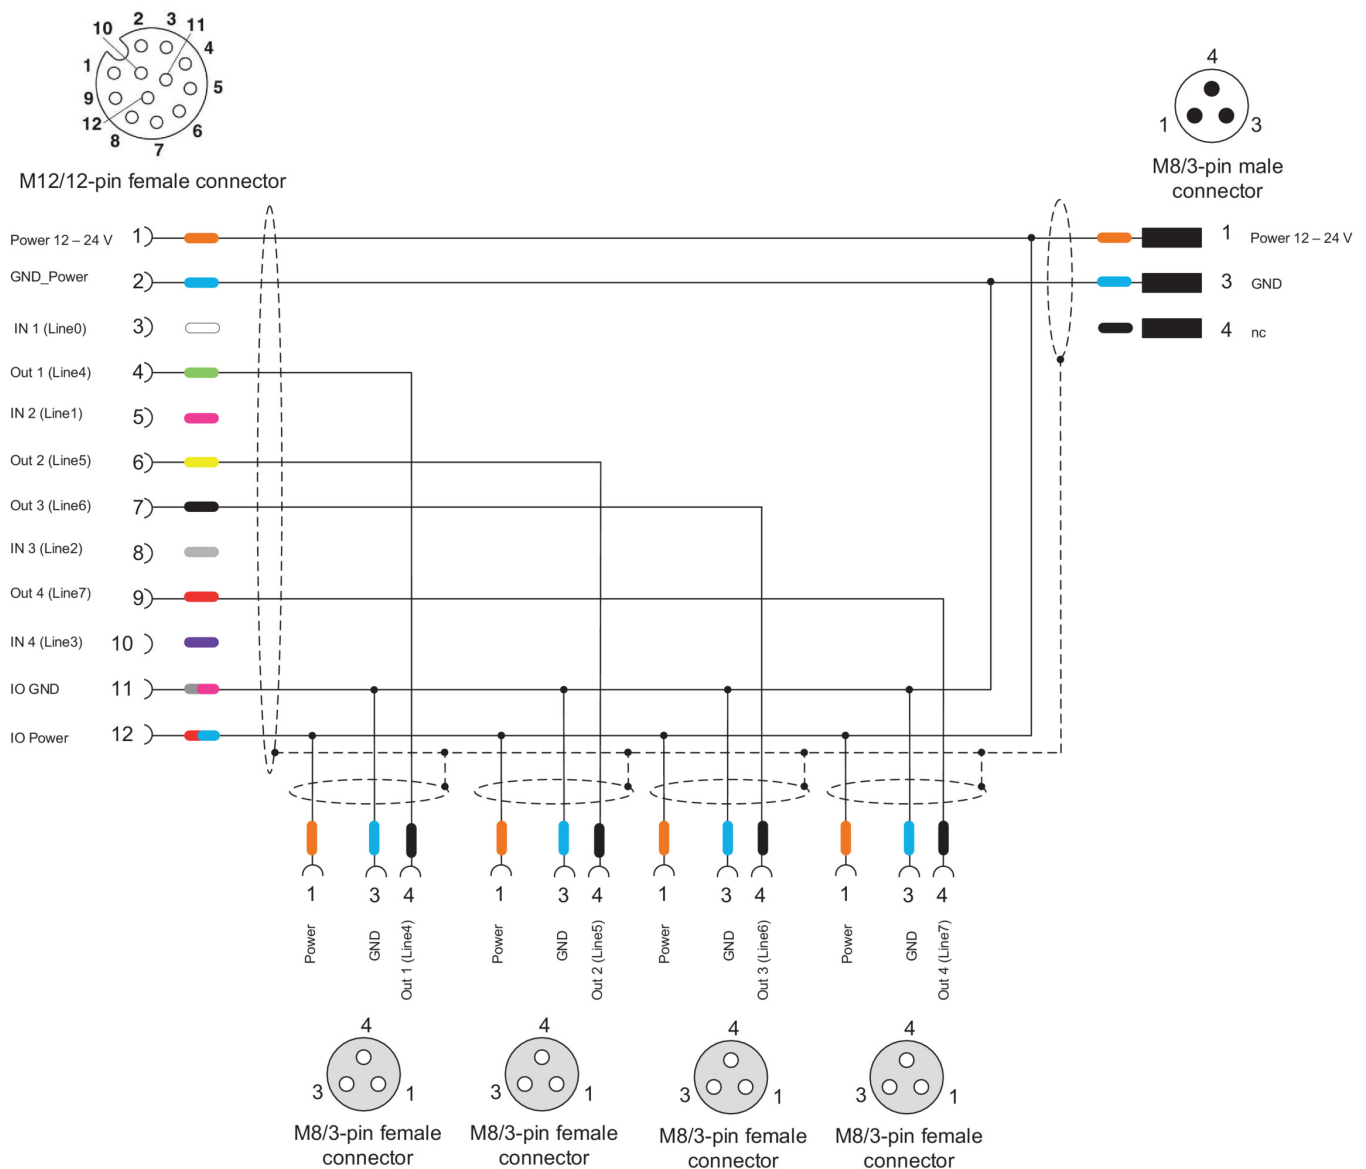 2 3 11
10
4
1
5
9
12
6
8
7
M12/12-pin female connector
4
1 3
M8/3-pin male
connector
Power 12 – 24 V 1
1 Power 12 – 24 V
GND_Power 2
3 GND
IN 1 (Line0) 3
4 nc
Out 1 (Line4) 4
IN 2 (Line1) 5
Out 2 (Line5) 6
Out 3 (Line6) 7
IN 3 (Line2) 8
Out 4 (Line7) 9
IN 4 (Line3) 10
IO GND 11
IO Power 12
1 3 4 1 3 4 1 3 4 1 3 4
Power
GND
Out 1 (Line4)
Power
GND
Out 2 (Line5)
Power
GND
Out 3 (Line6)
Power
GND
Out 4 (Line7)
4
3 1
M8/3-pin female
connector
4
3 1
M8/3-pin female
connector
4
3 1
M8/3-pin female
connector
4
3 1
M8/3-pin female
connector